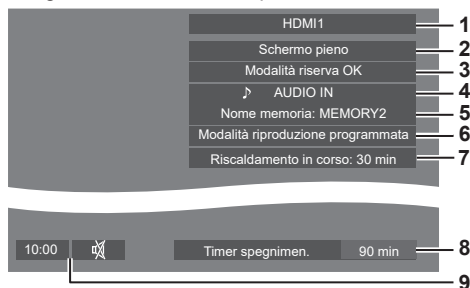 HDMI1
1
Schermo pieno
2
Modalità riserva OK
3
♪ AUDIO IN
4
Nome memoria: MEMORY2
5
Modalità riproduzione programmata
6
Riscaldamento in corso: 30 min
7
10:00
Timer spegnimen. 90 min
8
9